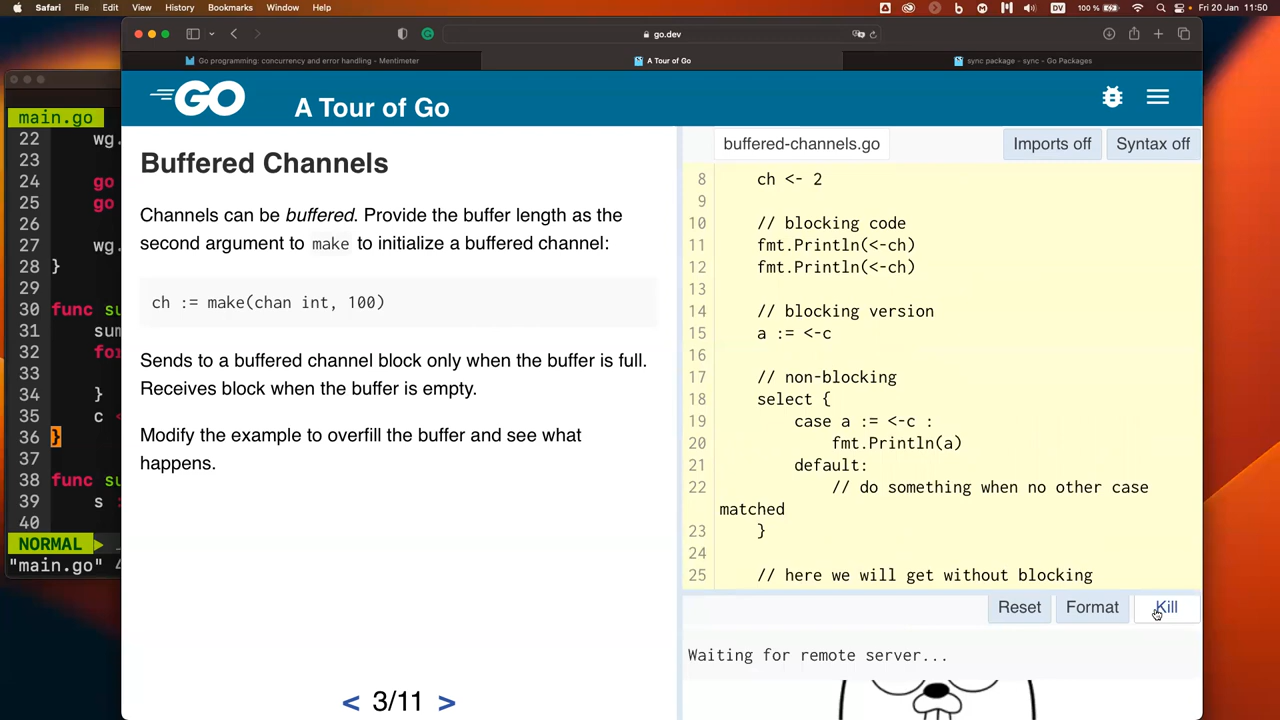 Safari File Edit View History Bookmarks Window Help DV 100 % Fri 20 Jan 11:50
go.dev
Go programming: concurrency and error handling - Mentimeter
A Tour of Go
sync package - sync - Go Packages
main.go
22 wg.
23
24 go
25 go
26
27 wg.
28 }
29
30 func su
31 sum
32 for
33
34 }
35 c <
36 }
37
38 func su
39 s :
40
NORMAL
"main.go" 4
GO A Tour of Go
Buffered Channels
Channels can be buffered. Provide the buffer length as the
second argument to make to initialize a buffered channel:
ch := make(chan int, 100)
Sends to a buffered channel block only when the buffer is full.
Receives block when the buffer is empty.
Modify the example to overfill the buffer and see what
happens.
< 3/11 >
buffered-channels.go Imports off Syntax off
8 ch <- 2
9
10 // blocking code
11 fmt.Println(<-ch)
12 fmt.Println(<-ch)
13
14 // blocking version
15 a := <-c
16
17 // non-blocking
18 select {
19 case a := <-c :
20 fmt.Println(a)
21 default:
22 // do something when no other case
matched
23 }
24
25 // here we will get without blocking
Reset Format Kill
Waiting for remote server...